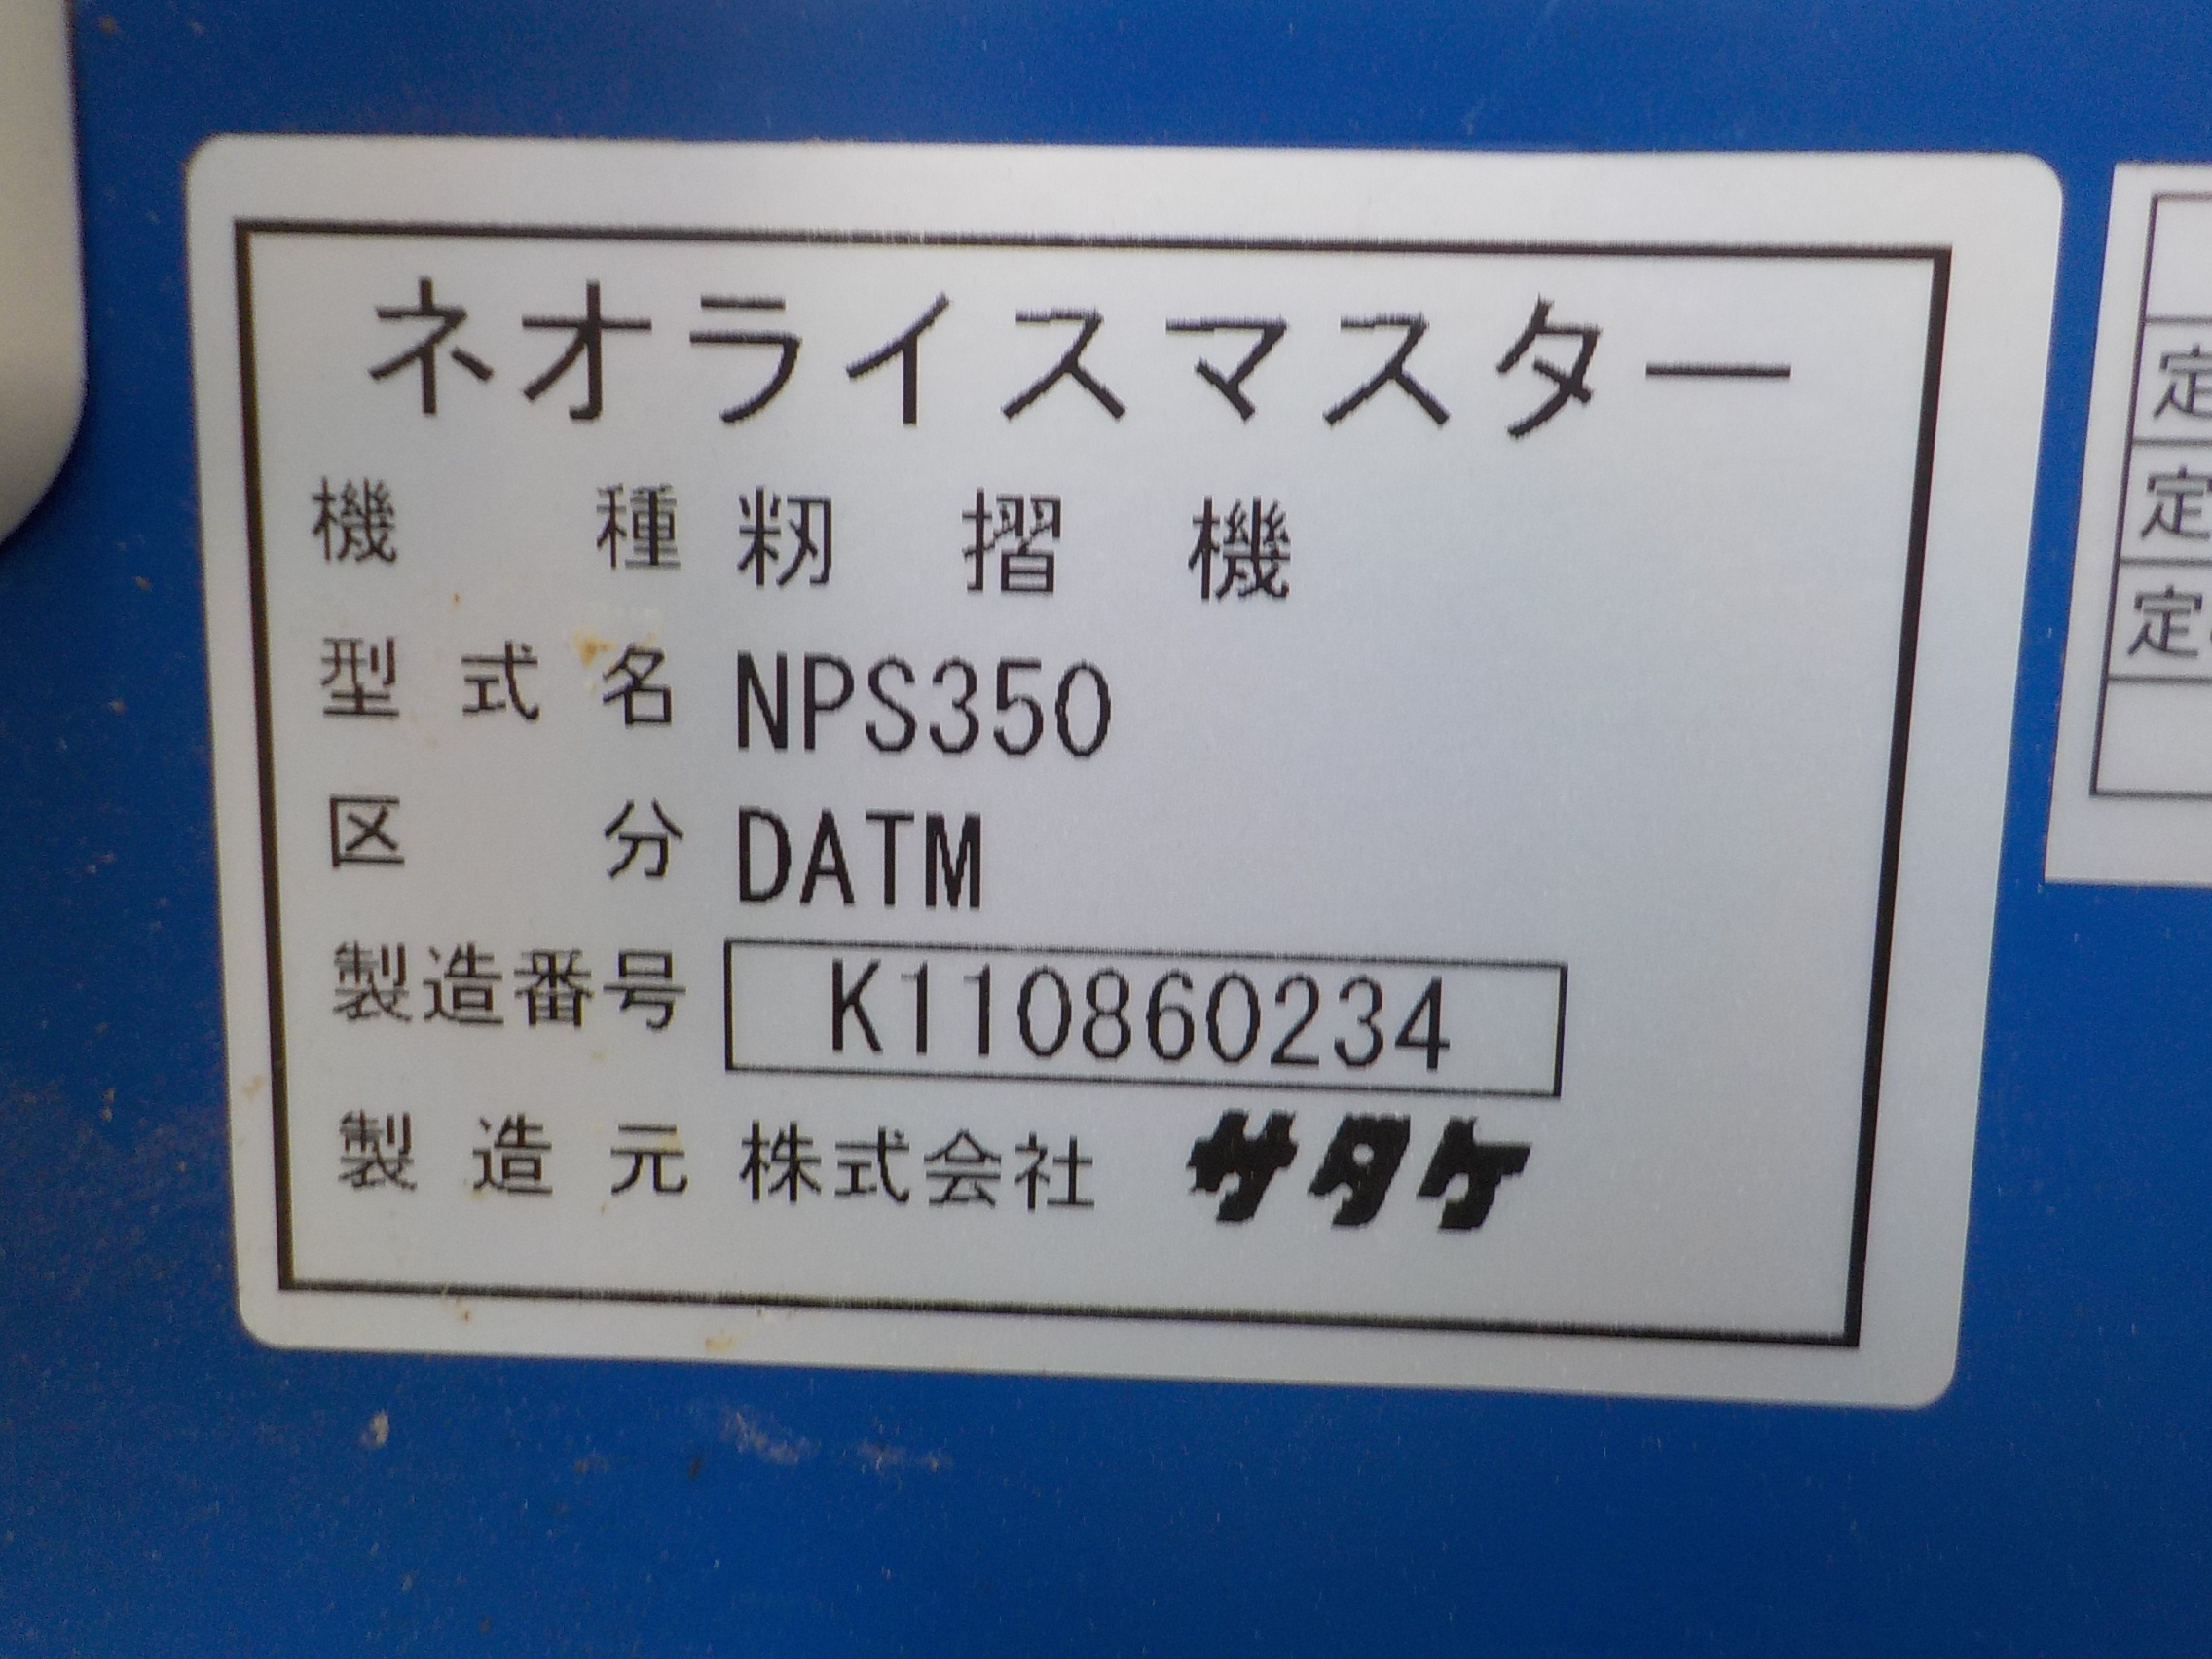 ネオライスマスター
機種 籾摺機
型式名 NPS350
区分 DATM
製造番号 K110860234
製造元 株式会社 サタケ
定
定
定